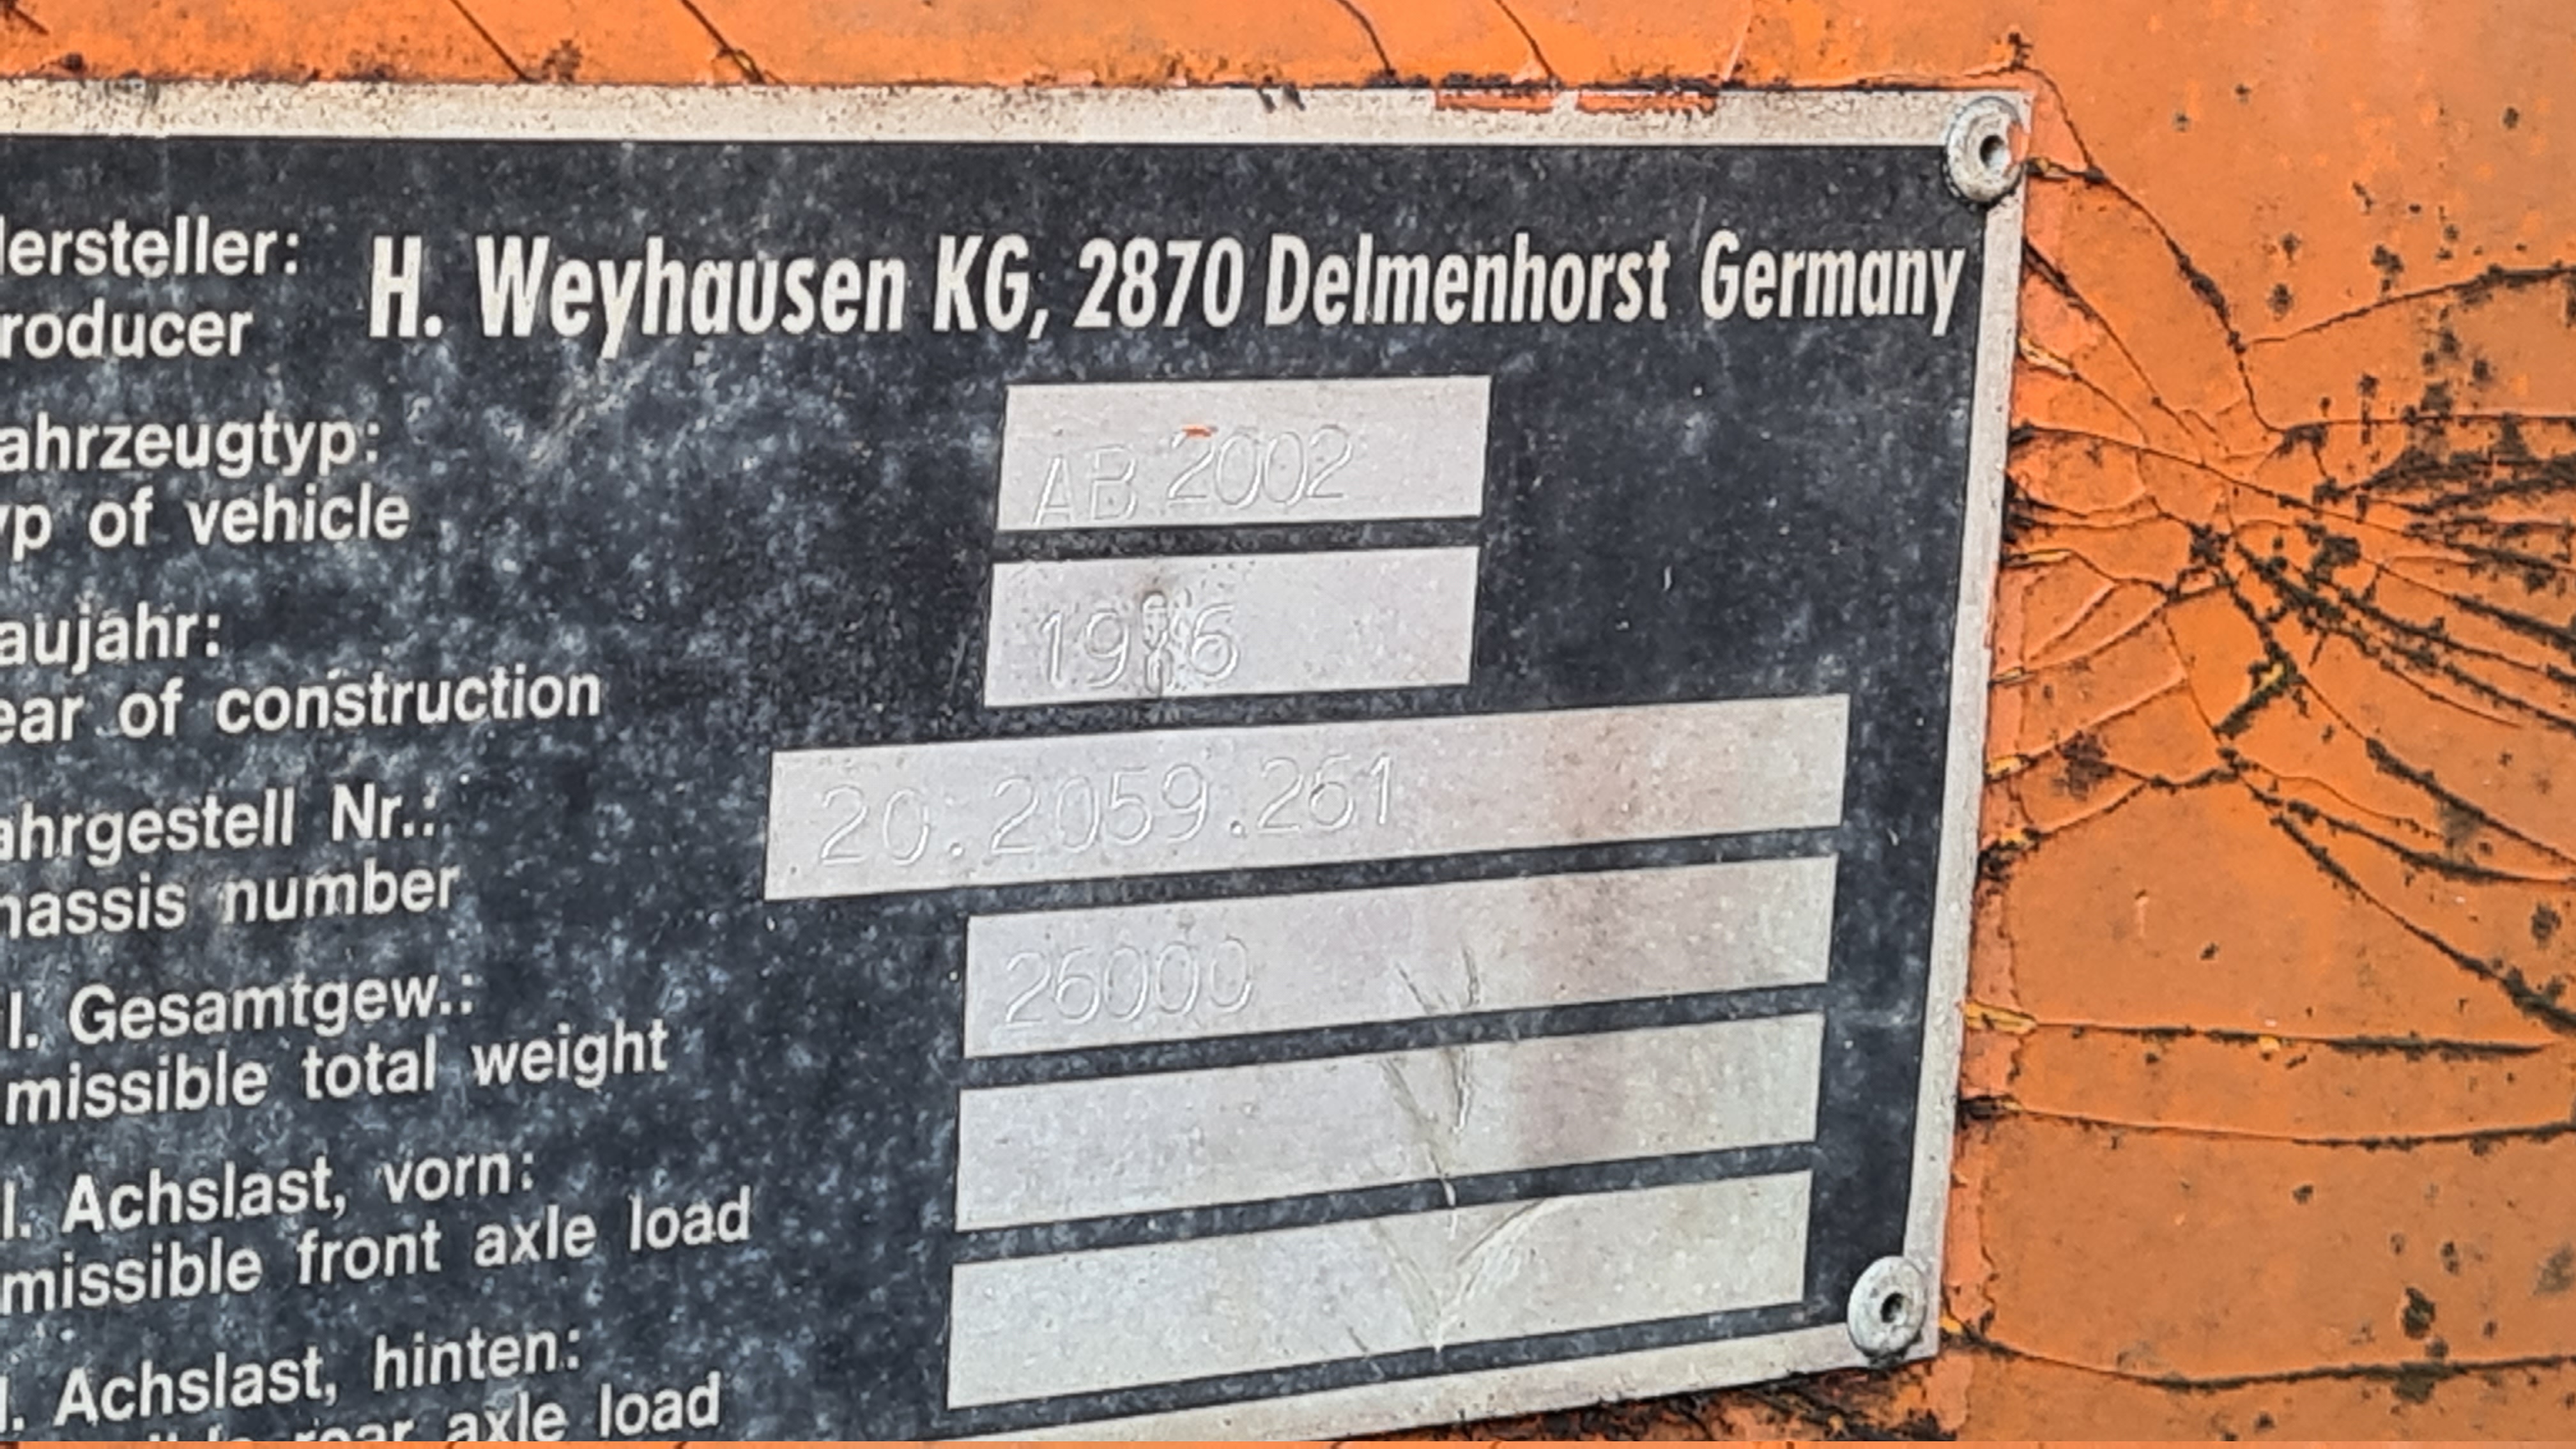 ersteller: H. Weyhausen KG, 2870 Delmenhorst Germany
roducer
ahrzeugtyp: AB 2002
yp of vehicle
aujahr:
ear of construction
ahrgestell Nr.: 20.2059.261
hassis number
l. Gesamtgew.: 26000
missible total weight
l. Achslast, vorn:
missible front axle load
l. Achslast, hinten:
rear axle load